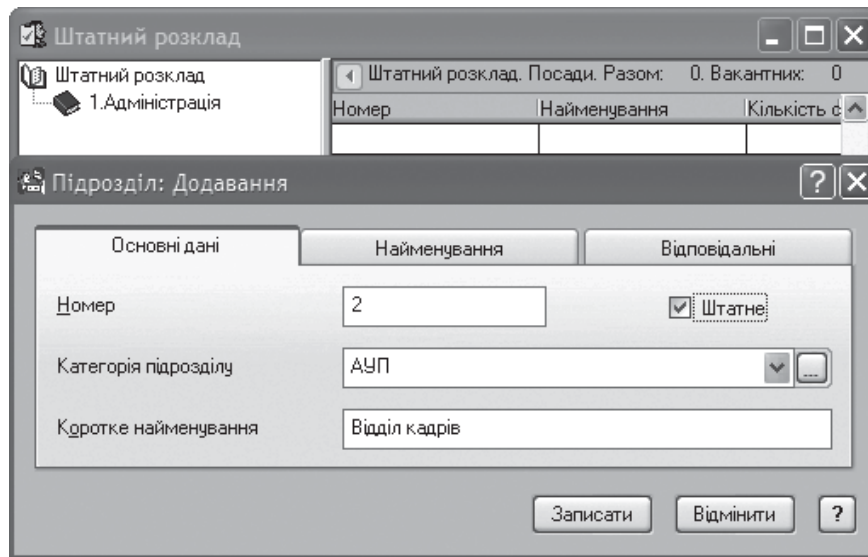 Штатний розклад
Штатний розклад
1.Адміністрація
Штатний розклад. Посади. Разом: 0. Вакантних: 0
Номер Найменування Кількість с
Підрозділ: Додавання
Основні дані Найменування Відповідальні
Номер 2 Штатне
Категорія підрозділу АУП ...
Коротке найменування Відділ кадрів
Записати Відмінити ?